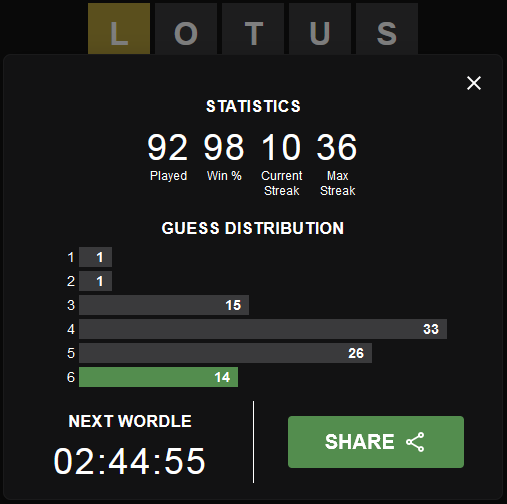 L O T U S
STATISTICS
92 98 10 36
Played Win % Current Streak Max Streak
GUESS DISTRIBUTION
1 1
2 1
3 15
4 33
5 26
6 14
NEXT WORDLE
02:44:55
SHARE